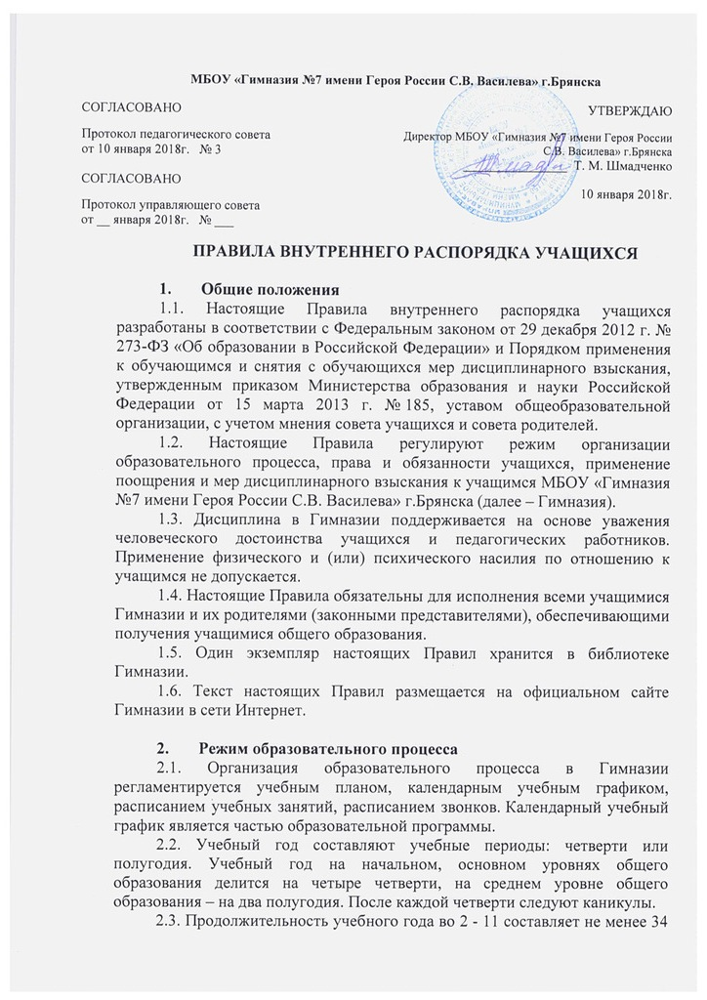 МБОУ «Гимназия №7 имени Героя России С.В. Василева» г.Брянска
СОГЛАСОВАНО
Протокол педагогического совета
от 10 января 2018г. № 3
СОГЛАСОВАНО
Протокол управляющего совета
от __ января 2018г. № ___
УТВЕРЖДАЮ
Директор МБОУ «Гимназия №7 имени Героя России
С.В. Василева» г.Брянска
Т. М. Шмадченко
10 января 2018г.
ПРАВИЛА ВНУТРЕННЕГО РАСПОРЯДКА УЧАЩИХСЯ
1. Общие положения
1.1. Настоящие Правила внутреннего распорядка учащихся
разработаны в соответствии с Федеральным законом от 29 декабря 2012 г. №
273-ФЗ «Об образовании в Российской Федерации» и Порядком применения
к обучающимся и снятия с обучающихся мер дисциплинарного взыскания,
утвержденным приказом Министерства образования и науки Российской
Федерации от 15 марта 2013 г. № 185, уставом общеобразовательной
организации, с учетом мнения совета учащихся и совета родителей.
1.2. Настоящие Правила регулируют режим организации
образовательного процесса, права и обязанности учащихся, применение
поощрения и мер дисциплинарного взыскания к учащимся МБОУ «Гимназия
№7 имени Героя России С.В. Василева» г.Брянска (далее – Гимназия).
1.3. Дисциплина в Гимназии поддерживается на основе уважения
человеческого достоинства учащихся и педагогических работников.
Применение физического и (или) психического насилия по отношению к
учащимся не допускается.
1.4. Настоящие Правила обязательны для исполнения всеми учащимися
Гимназии и их родителями (законными представителями), обеспечивающими
получения учащимися общего образования.
1.5. Один экземпляр настоящих Правил хранится в библиотеке
Гимназии.
1.6. Текст настоящих Правил размещается на официальном сайте
Гимназии в сети Интернет.
2. Режим образовательного процесса
2.1. Организация образовательного процесса в Гимназии
регламентируется учебным планом, календарным учебным графиком,
расписанием учебных занятий, расписанием звонков. Календарный учебный
график является частью образовательной программы.
2.2. Учебный год составляют учебные периоды: четверти или
полугодия. Учебный год на начальном, основном уровнях общего
образования делится на четыре четверти, на среднем уровне общего
образования – на два полугодия. После каждой четверти следуют каникулы.
2.3. Продолжительность учебного года во 2 - 11 составляет не менее 34